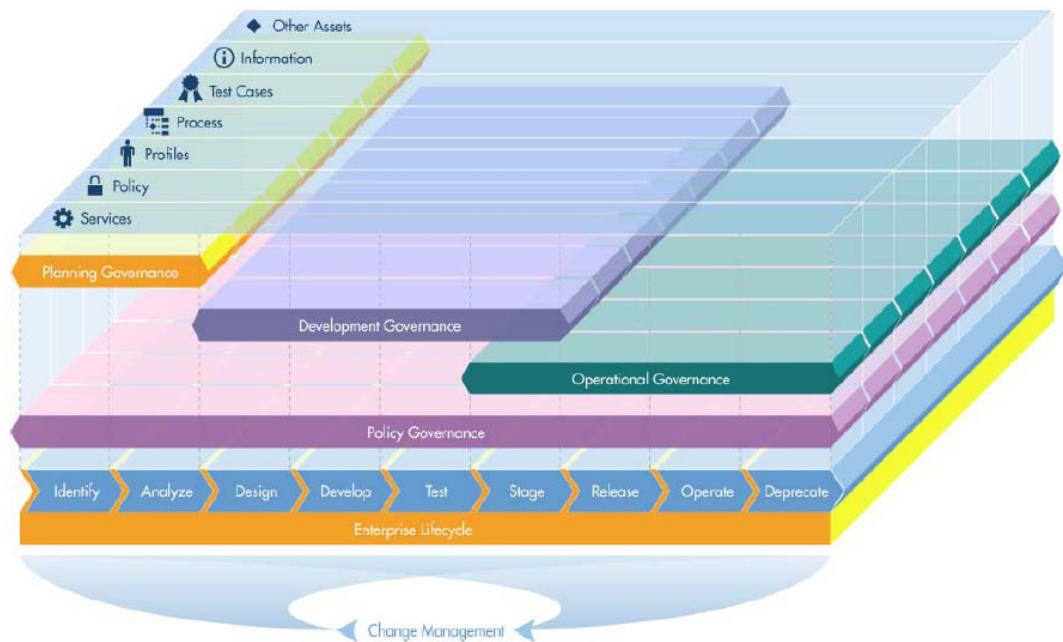 Other Assets
Information
Test Cases
Process
Profiles
Policy
Services
Planning Governance
Development Governance
Operational Governance
Policy Governance
Identify Analyze Design Develop Test Stage Release Operate Deprecate
Enterprise Lifecycle
Change Management